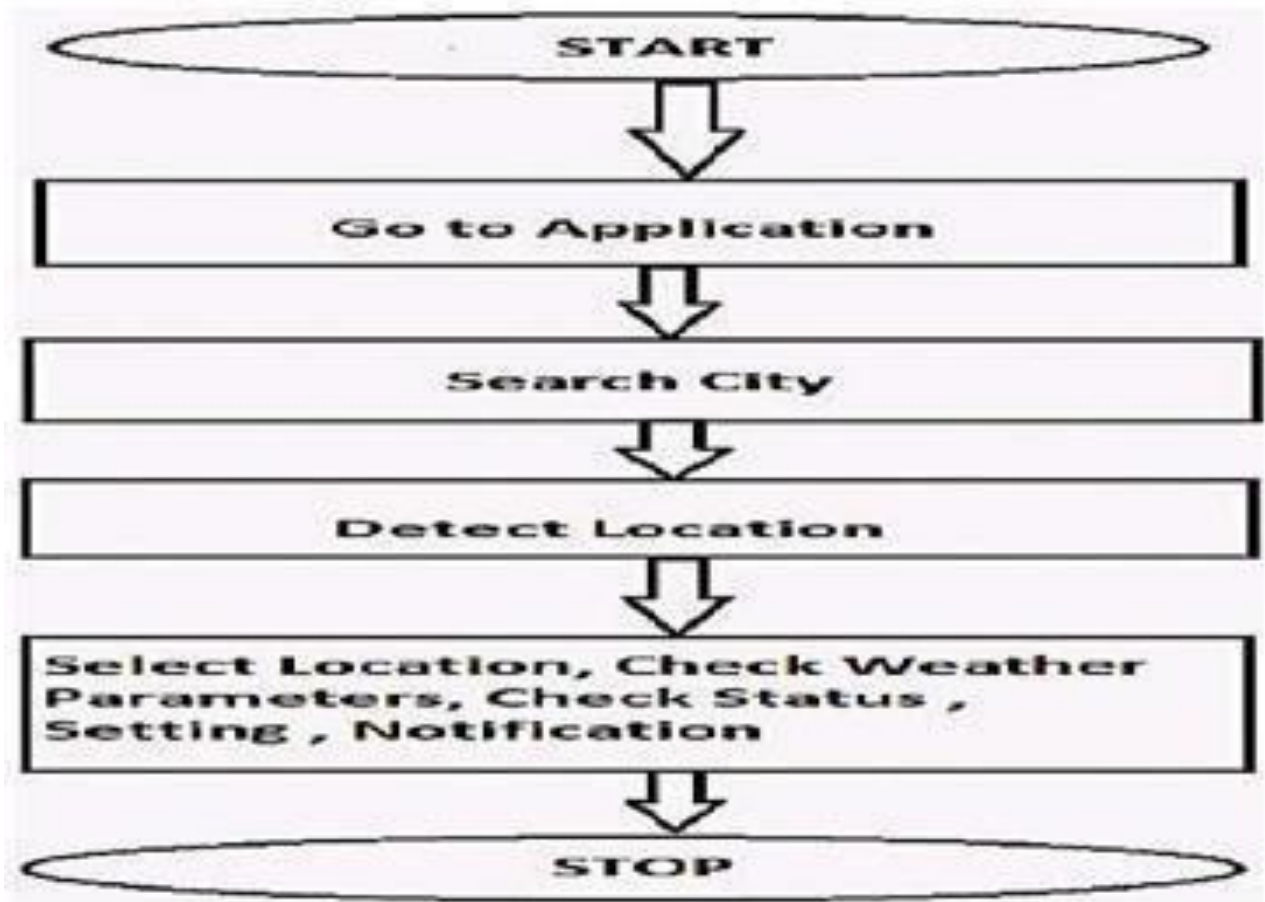 START
Go to Application
Search City
Detect Location
Select Location, Check Weather
Parameters, Check Status ,
Setting , Notification
STOP